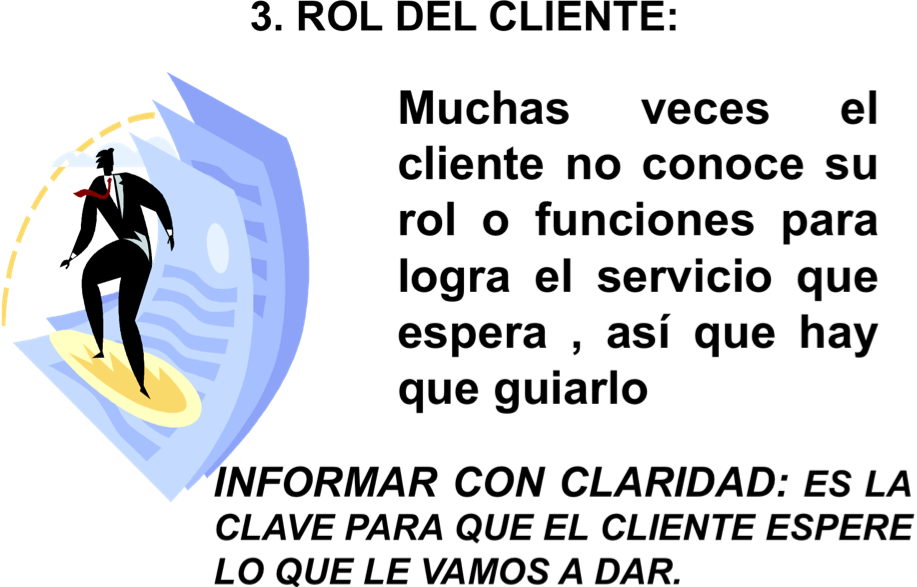 3. ROL DEL CLIENTE:
Muchas veces el
cliente no conoce su
rol o funciones para
logra el servicio que
espera , así que hay
que guiarlo
INFORMAR CON CLARIDAD: ES LA
CLAVE PARA QUE EL CLIENTE ESPERE
LO QUE LE VAMOS A DAR.